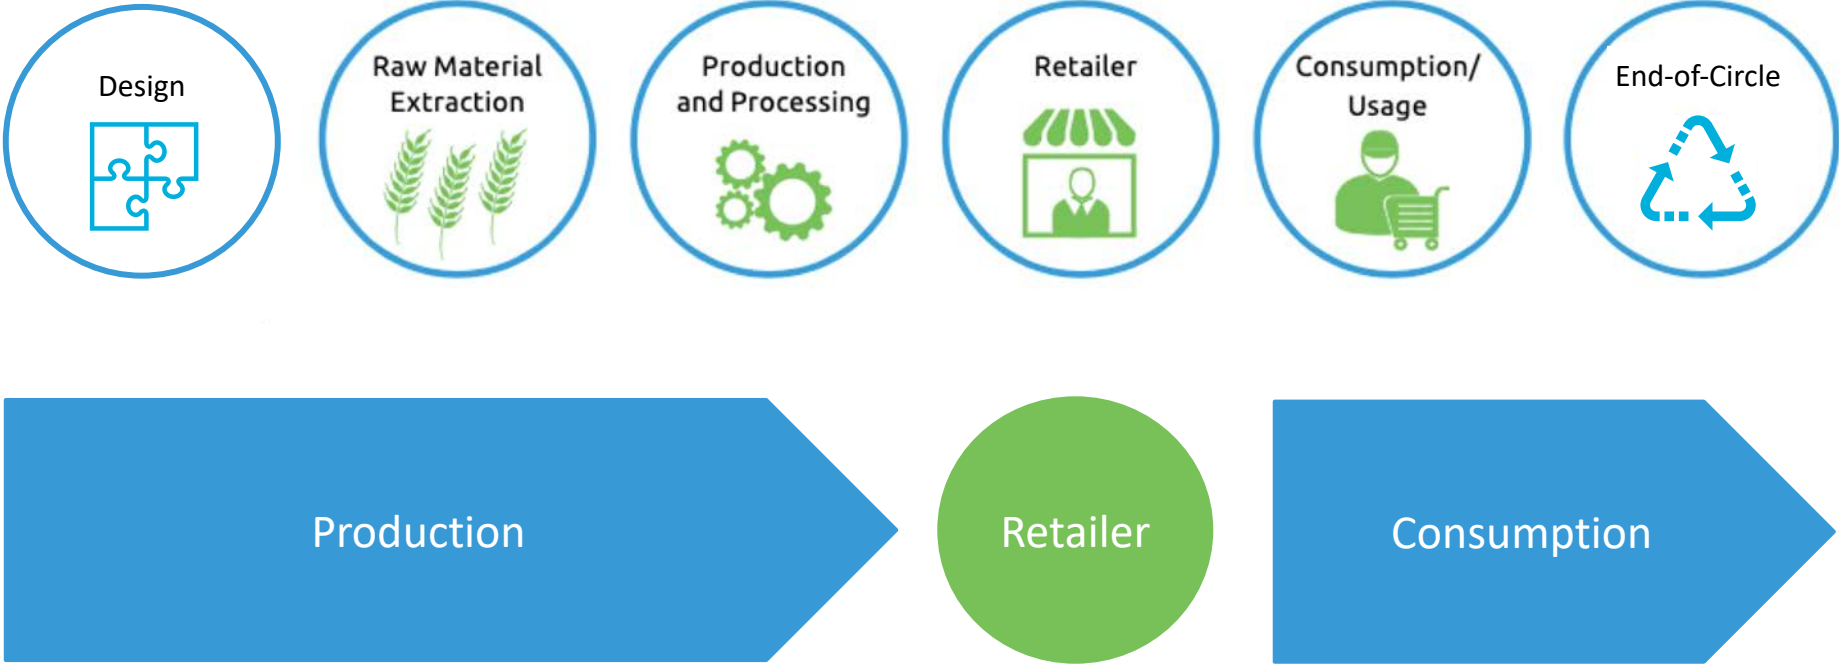 Design
Raw Material
Extraction
Production
and Processing
Retailer
Consumption/
Usage
End-of-Circle
Production
Retailer
Consumption